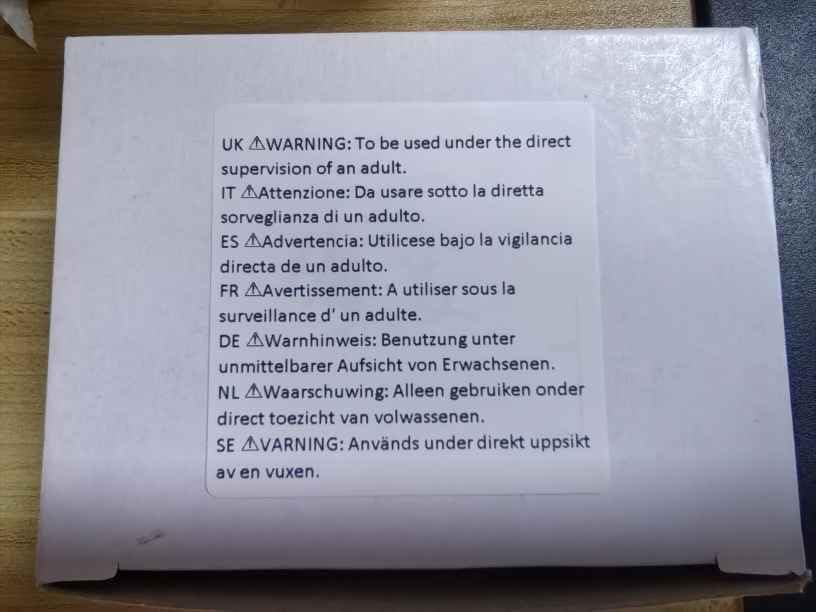 UK ⚠WARNING: To be used under the direct
supervision of an adult.
IT ⚠Attenzione: Da usare sotto la diretta
sorveglianza di un adulto.
ES ⚠Advertencia: Utilicese bajo la vigilancia
directa de un adulto.
FR ⚠Avertissement: A utiliser sous la
surveillance d' un adulte.
DE ⚠Warnhinweis: Benutzung unter
unmittelbarer Aufsicht von Erwachsenen.
NL ⚠Waarschuwing: Alleen gebruiken onder
direct toezicht van volwassenen.
SE ⚠VARNING: Används under direkt uppsikt
av en vuxen.